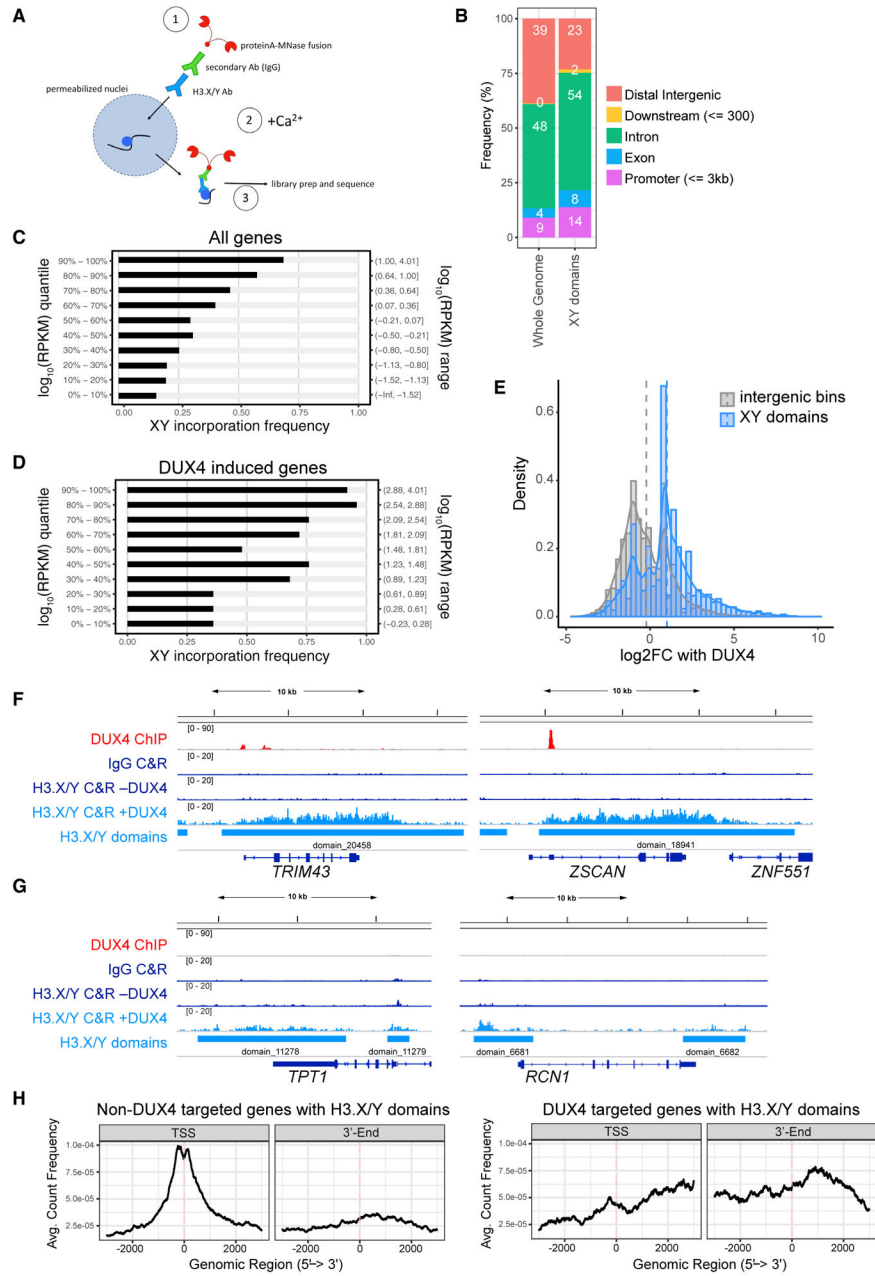 A
1
proteinA-MNase fusion
secondary Ab (IgG)
H3.X/Y Ab
permeabilized nuclei
2 +Ca2+
3
library prep and sequence
B
Frequency (%)
100
75
50
25
0
39 23
0 2
48 54
4 8
9 14
Whole Genome
XY domains
Distal Intergenic
Downstream (<= 300)
Intron
Exon
Promoter (<= 3kb)
C
All genes
log10(RPKM) quantile
log10(RPKM) range
90% – 100% (1.00, 4.01]
80% – 90% (0.64, 1.00]
70% – 80% (0.36, 0.64]
60% – 70% (0.07, 0.36]
50% – 60% (−0.21, 0.07]
40% – 50% (−0.50, −0.21]
30% – 40% (−0.80, −0.50]
20% – 30% (−1.13, −0.80]
10% – 20% (−1.52, −1.13]
0% – 10% (−Inf, −1.52]
0.00 0.25 0.50 0.75 1.00
XY incorporation frequency
D
DUX4 induced genes
log10(RPKM) quantile
log10(RPKM) range
90% – 100% (2.88, 4.01]
80% – 90% (2.54, 2.88]
70% – 80% (2.09, 2.54]
60% – 70% (1.81, 2.09]
50% – 60% (1.48, 1.81]
40% – 50% (1.23, 1.48]
30% – 40% (0.89, 1.23]
20% – 30% (0.61, 0.89]
10% – 20% (0.28, 0.61]
0% – 10% (−0.23, 0.28]
0.00 0.25 0.50 0.75 1.00
XY incorporation frequency
E
intergenic bins
XY domains
Density
0.6
0.4
0.2
0.0
-5 0 5 10
log2FC with DUX4
F
10 kb 10 kb
[0 - 90]
DUX4 ChIP
[0 - 20]
IgG C&R
[0 - 20]
H3.X/Y C&R –DUX4
[0 - 20]
H3.X/Y C&R +DUX4
H3.X/Y domains
domain_20458 domain_18941
TRIM43 ZSCAN ZNF551
G
10 kb 10 kb
[0 - 90]
DUX4 ChIP
[0 - 20]
IgG C&R
[0 - 20]
H3.X/Y C&R –DUX4
[0 - 20]
H3.X/Y C&R +DUX4
H3.X/Y domains
domain_11278 domain_11279 domain_6681 domain_6682
TPT1 RCN1
H
Non-DUX4 targeted genes with H3.X/Y domains
TSS 3'-End
Avg. Count Frequency
1.0e-04
7.5e-05
5.0e-05
2.5e-05
-2000 0 2000 -2000 0 2000
Genomic Region (5'–> 3')
DUX4 targeted genes with H3.X/Y domains
TSS 3'-End
Avg. Count Frequency
1.0e-04
7.5e-05
5.0e-05
2.5e-05
-2000 0 2000 -2000 0 2000
Genomic Region (5'–> 3')